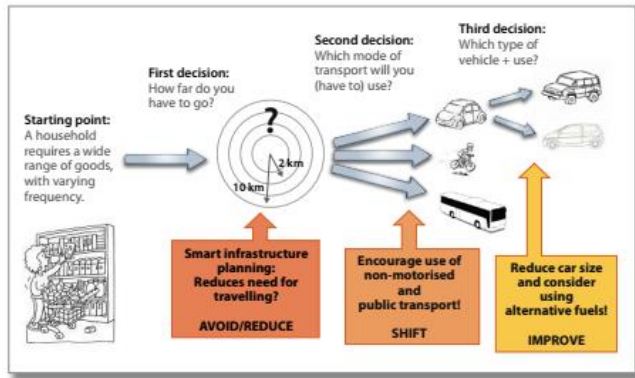 Starting point:
A household
requires a wide
range of goods,
with varying
frequency.
First decision:
How far do you
have to go?
?
2 km
10 km
Second decision:
Which mode of
transport will you
(have to) use?
Third decision:
Which type of
vehicle + use?
Smart infrastructure
planning:
Reduces need for
travelling?
AVOID/REDUCE
Encourage use of
non-motorised
and
public transport!
SHIFT
Reduce car size
and consider
using
alternative fuels!
IMPROVE